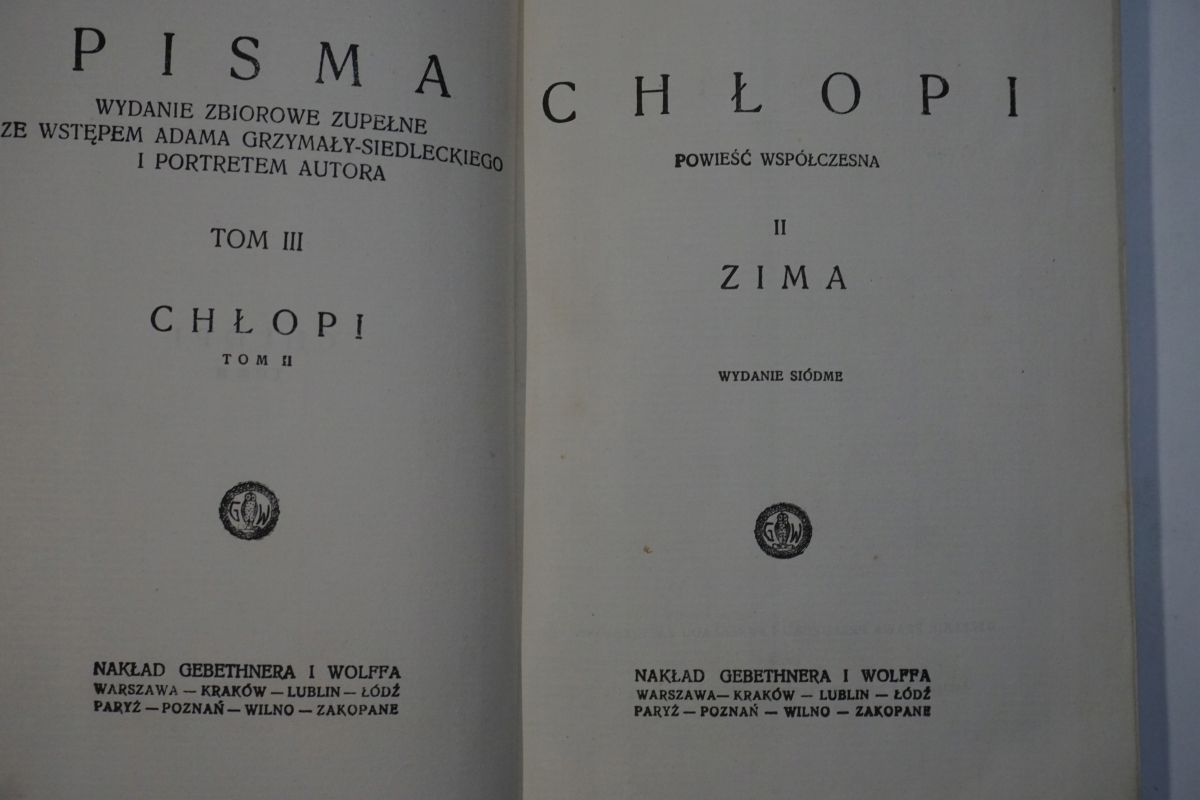 PISMA
WYDANIE ZBIOROWE ZUPEŁNE
ZE WSTĘPEM ADAMA GRZYMAŁY-SIEDLECKIEGO
I PORTRETEM AUTORA
TOM III
CHŁOPI
TOM II
G W
NAKŁAD GEBETHNERA I WOLFFA
WARSZAWA — KRAKÓW — LUBLIN — ŁÓDŹ
PARYŻ — POZNAŃ — WILNO — ZAKOPANE
CHŁOPI
POWIEŚĆ WSPÓŁCZESNA
II
ZIMA
WYDANIE SIÓDME
G W
NAKŁAD GEBETHNERA I WOLFFA
WARSZAWA — KRAKÓW — LUBLIN — ŁÓDŹ
PARYŻ — POZNAŃ — WILNO — ZAKOPANE